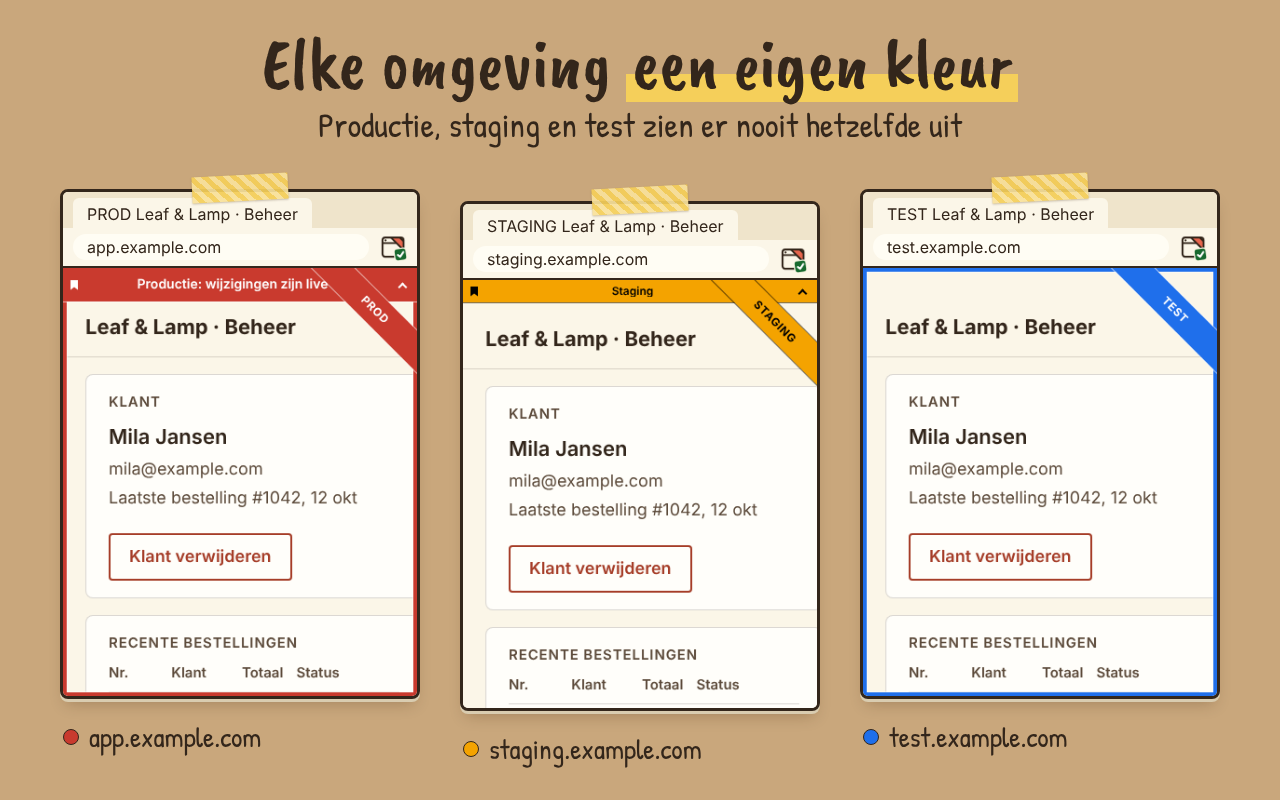 Elke omgeving een eigen kleur
Productie, staging en test zien er nooit hetzelfde uit
PROD Leaf & Lamp · Beheer
app.example.com
Productie: wijzigingen zijn live
PROD
Leaf & Lamp · Beheer
KLANT
Mila Jansen
mila@example.com
Laatste bestelling #1042, 12 okt
Klant verwijderen
RECENTE BESTELLINGEN
Nr. Klant Totaal Status
app.example.com
STAGING Leaf & Lamp · Beheer
staging.example.com
Staging
STAGING
Leaf & Lamp · Beheer
KLANT
Mila Jansen
mila@example.com
Laatste bestelling #1042, 12 okt
Klant verwijderen
RECENTE BESTELLINGEN
Nr. Klant Totaal Status
staging.example.com
TEST Leaf & Lamp · Beheer
test.example.com
TEST
Leaf & Lamp · Beheer
KLANT
Mila Jansen
mila@example.com
Laatste bestelling #1042, 12 okt
Klant verwijderen
RECENTE BESTELLINGEN
Nr. Klant Totaal Status
test.example.com